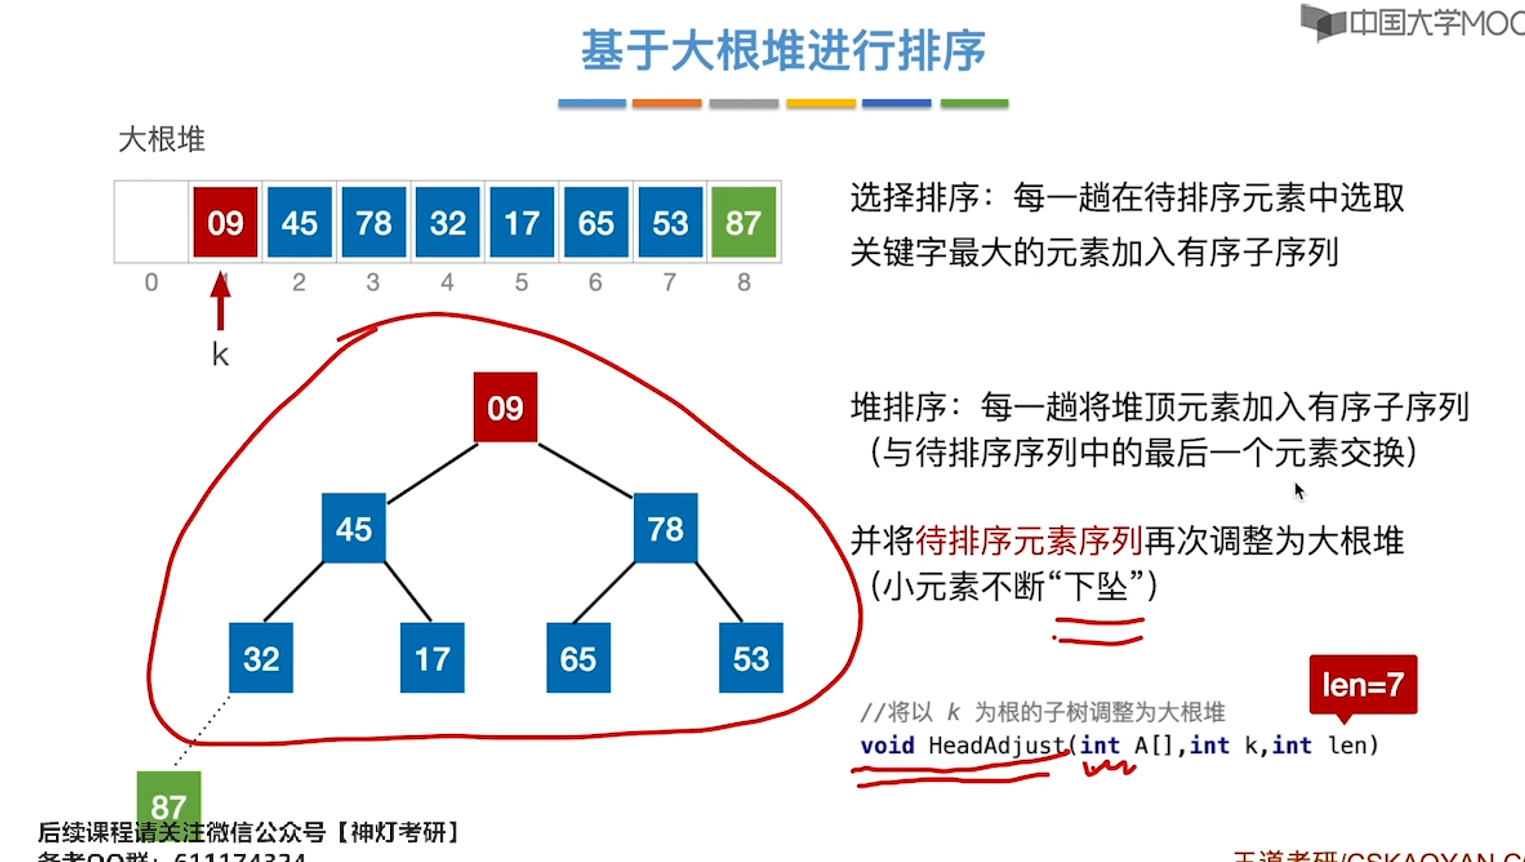 中国大学MOO
基于大根堆进行排序
大根堆
09 45 78 32 17 65 53 87
0 1 2 3 4 5 6 7 8
k
选择排序：每一趟在待排序元素中选取
关键字最大的元素加入有序子序列
09
45 78
32 17 65 53
87
堆排序：每一趟将堆顶元素加入有序子序列
（与待排序序列中的最后一个元素交换）
并将待排序元素序列再次调整为大根堆
（小元素不断“下坠”）
len=7
//将以 k 为根的子树调整为大根堆
void HeadAdjust(int A[],int k,int len)
后续课程请关注微信公众号【神灯考研】
备考QQ群：611174324
王道考研/CSKAOYAN.C